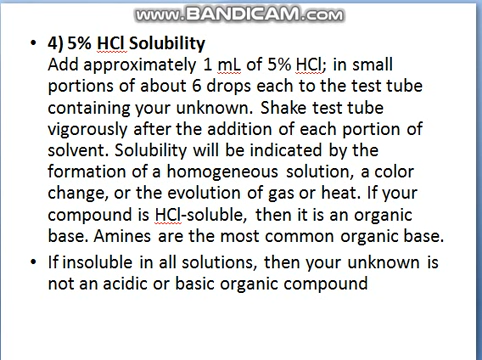 www.BANDICAM.com
• 4) 5% HCl Solubility
Add approximately 1 mL of 5% HCl; in small
portions of about 6 drops each to the test tube
containing your unknown. Shake test tube
vigorously after the addition of each portion of
solvent. Solubility will be indicated by the
formation of a homogeneous solution, a color
change, or the evolution of gas or heat. If your
compound is HCl-soluble, then it is an organic
base. Amines are the most common organic base.
• If insoluble in all solutions, then your unknown is
not an acidic or basic organic compound